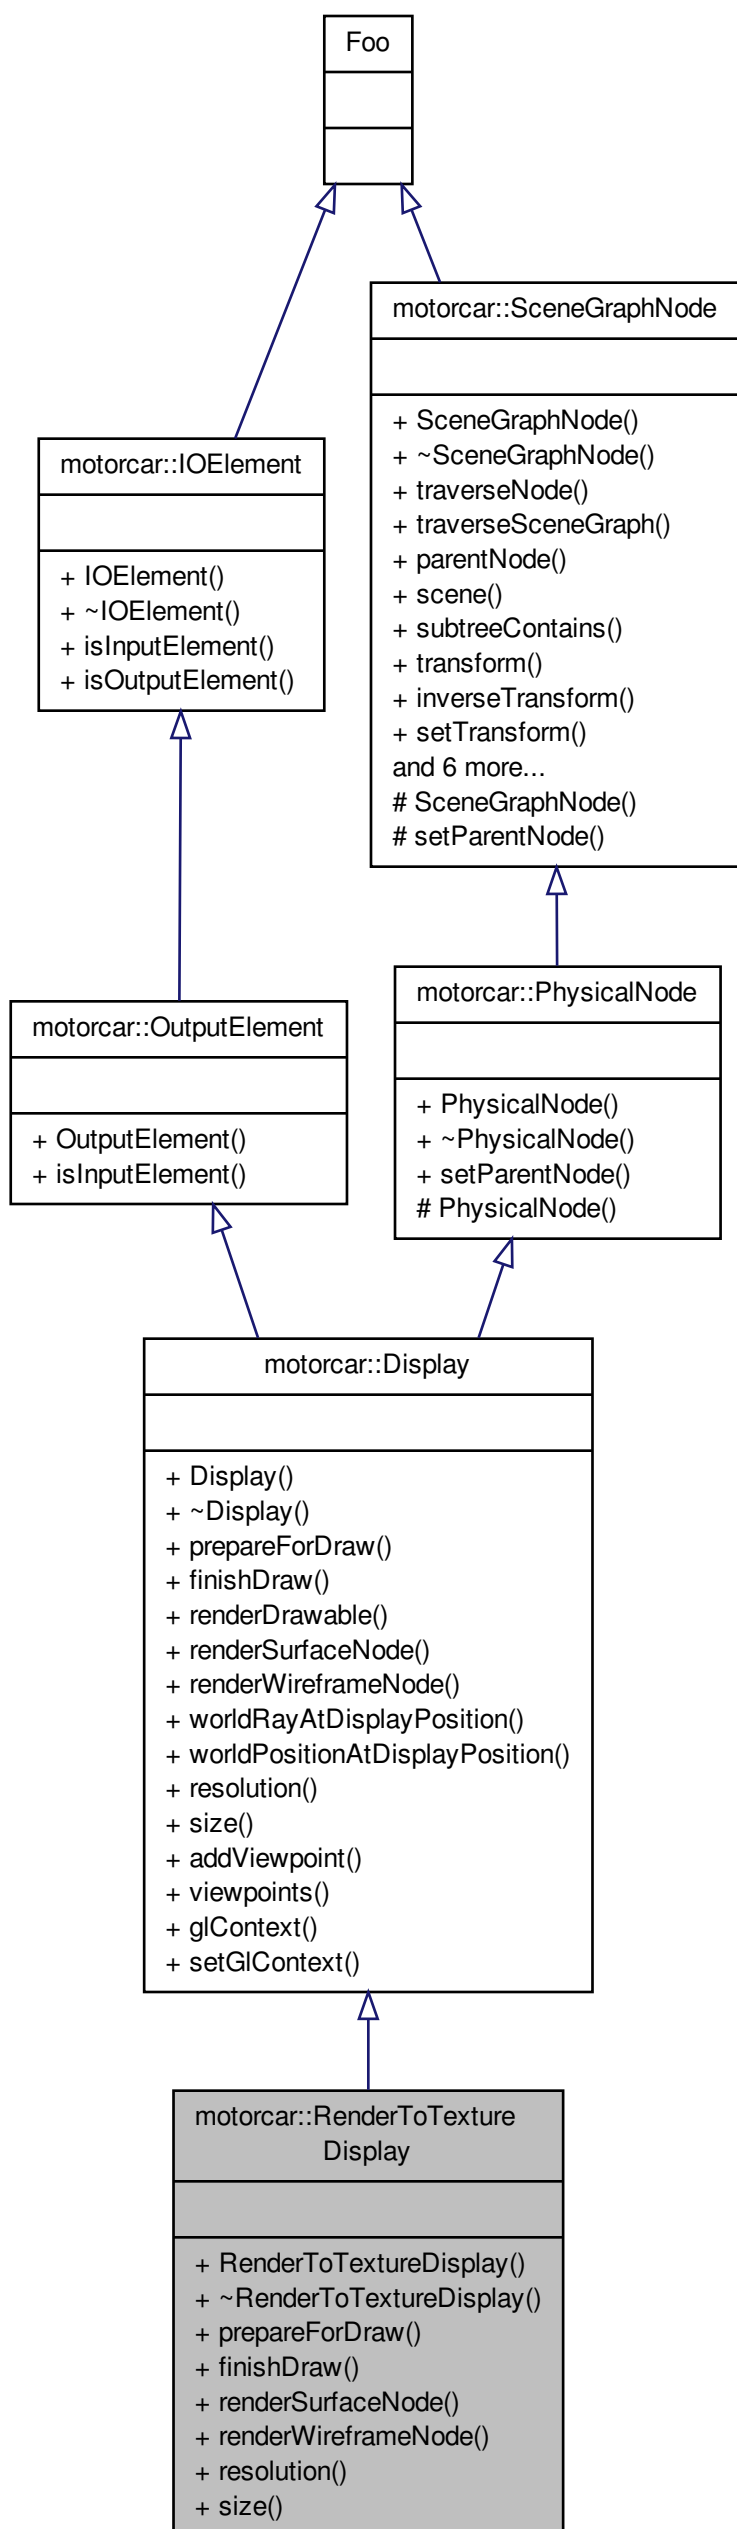 Foo
motorcar::SceneGraphNode
+ SceneGraphNode()
+ ~SceneGraphNode()
+ traverseNode()
+ traverseSceneGraph()
+ parentNode()
+ scene()
+ subtreeContains()
+ transform()
+ inverseTransform()
+ setTransform()
and 6 more...
# SceneGraphNode()
# setParentNode()
motorcar::IOElement
+ IOElement()
+ ~IOElement()
+ isInputElement()
+ isOutputElement()
motorcar::OutputElement
+ OutputElement()
+ isInputElement()
motorcar::PhysicalNode
+ PhysicalNode()
+ ~PhysicalNode()
+ setParentNode()
# PhysicalNode()
motorcar::Display
+ Display()
+ ~Display()
+ prepareForDraw()
+ finishDraw()
+ renderDrawable()
+ renderSurfaceNode()
+ renderWireframeNode()
+ worldRayAtDisplayPosition()
+ worldPositionAtDisplayPosition()
+ resolution()
+ size()
+ addViewpoint()
+ viewpoints()
+ glContext()
+ setGlContext()
motorcar::RenderToTexture
Display
+ RenderToTextureDisplay()
+ ~RenderToTextureDisplay()
+ prepareForDraw()
+ finishDraw()
+ renderSurfaceNode()
+ renderWireframeNode()
+ resolution()
+ size()